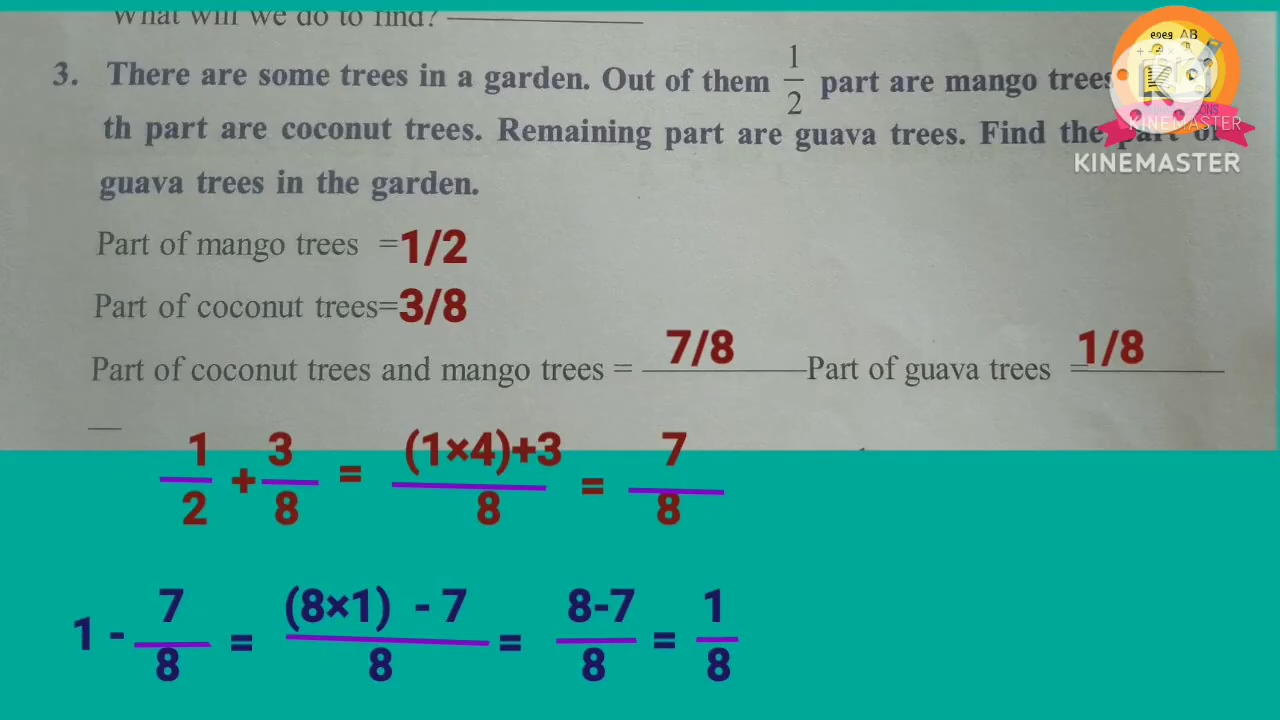 What will we do to find?
3. There are some trees in a garden. Out of them 1/2 part are mango trees
th part are coconut trees. Remaining part are guava trees. Find the part of
guava trees in the garden.
KINEMASTER
KINEMASTER
Part of mango trees =1/2
Part of coconut trees=3/8
Part of coconut trees and mango trees = 7/8 Part of guava trees = 1/8
1/2 + 3/8 = (1×4)+3/8 = 7/8
1 - 7/8 = (8×1) - 7/8 = 8-7/8 = 1/8